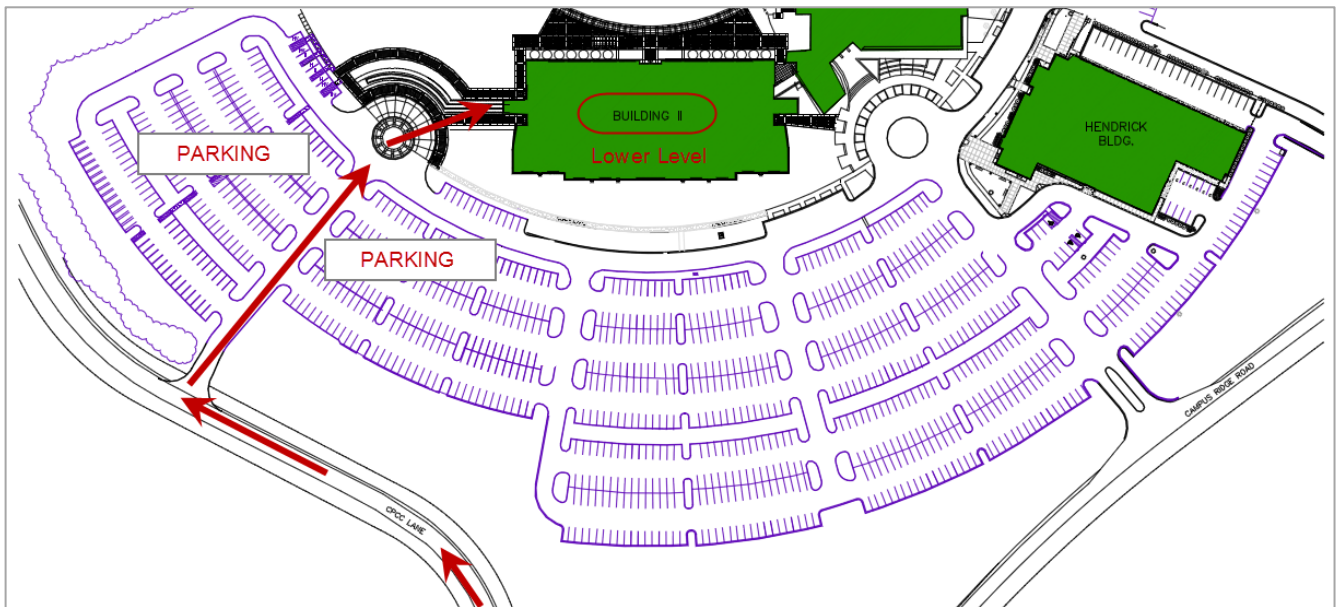 BUILDING II
HENDRICK
BLDG.
PARKING
Lower Level
PARKING
CAMPUS RIDGE ROAD
CPCC LANE